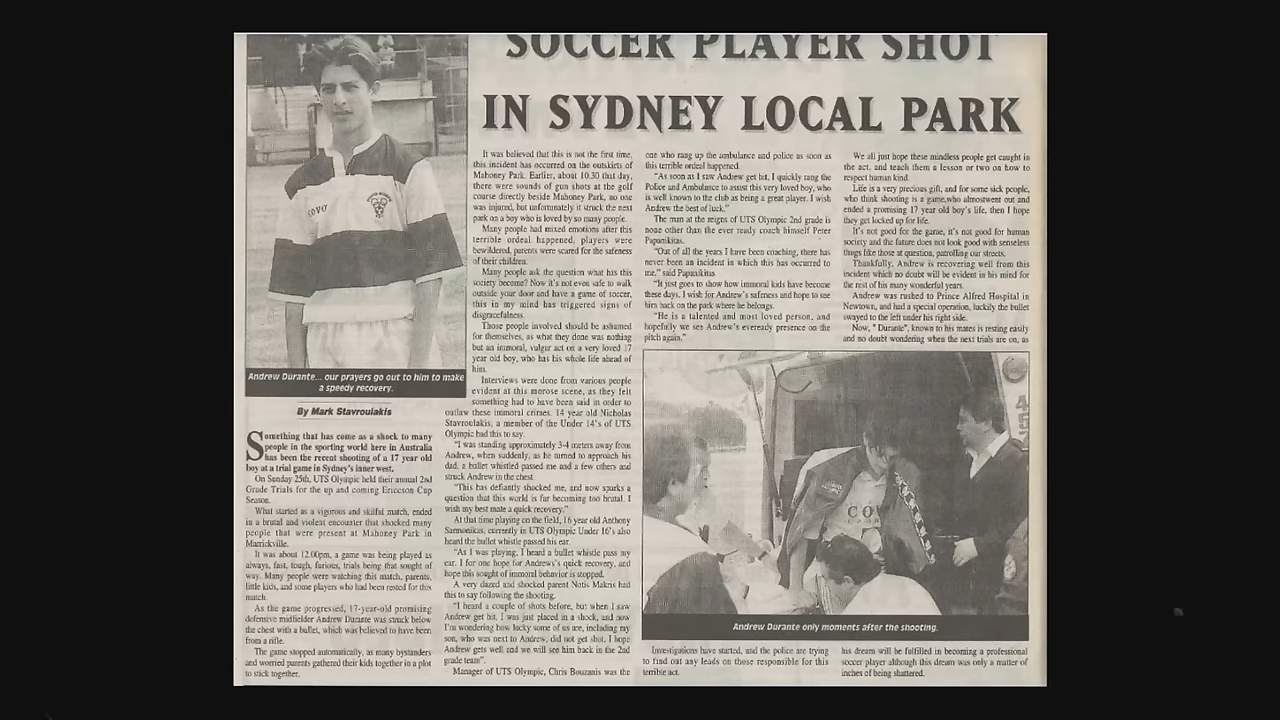 SOCCER PLAYER SHOT
IN SYDNEY LOCAL PARK
COVO
Andrew Durante... our prayers go out to him to make
a speedy recovery.
By Mark Stavroulakis
Something that has come as a shock to many
people in the sporting world here in Australia
has been the recent shooting of a 17 year old
boy at a trial game in Sydney's inner west.
On Sunday 25th, UTS Olympic held their annual 2nd
Grade Trials for the up and coming Ericcson Cup
Season.
What started as a vigorous and skilful match, ended
in a brutal and violent encounter that shocked many
people that were present at Mahoney Park in
Marrickville.
It was about 12.00pm, a game was being played as
always, fast, tough, furious, trials being that sought of
way. Many people were watching this match, parents,
little kids, and some players who had been rested for this
match.
As the game progressed, 17-year-old promising
defensive midfielder Andrew Durante was struck below
the chest with a bullet, which was believed to have been
from a rifle.
The game stopped automatically, as many bystanders
and worried parents gathered their kids together in a plot
to stick together.
It was believed that this is not the first time,
this incident has occurred on the outskirts of
Mahoney Park. Earlier, about 10.30 that day,
there were sounds of gun shots at the golf
course directly beside Mahoney Park, no one
was injured, but unfortunately it struck the next
park on a boy who is loved by so many people.
Many people had mixed emotions after this
terrible ordeal happened, players were
bewildered, parents were scared for the safeness
of their children.
Many people ask the question what has this
society become? Now it's not even safe to walk
outside your door and have a game of soccer,
this in my mind has triggered signs of
disgracefulness.
Those people involved should be ashamed
for themselves, as what they done was nothing
but an immoral, vulgar act on a very loved 17
year old boy, who has his whole life ahead of
him.
Interviews were done from various people
evident at this morose scene, as they felt
something had to have been said in order to
outlaw these immoral crimes. 14 year old Nicholas
Stavroulakis, a member of the Under 14's of UTS
Olympic had this to say.
"I was standing approximately 3-4 meters away from
Andrew, when suddenly, as he turned to approach his
dad, a bullet whistled passed me and a few others and
struck Andrew in the chest.
"This has defiantly shocked me, and now sparks a
question that this world is far becoming too brutal. I
wish my best mate a quick recovery."
At that time playing on the field, 16 year old Anthony
Sarmonikas, currently in UTS Olympic Under 16's also
heard the bullet whistle passed his ear.
"As I was playing, I heard a bullet whistle pass my
ear. I for one hope for Andrews's quick recovery, and
hope this sought of immoral behavior is stopped.
A very dazed and shocked parent Notis Makris had
this to say following the shooting.
"I heard a couple of shots before, but when I saw
Andrew get hit, I was just placed in a shock, and now
I'm wondering how lucky some of us are, including my
son, who was next to Andrew, did not get shot. I hope
Andrew gets well and we will see him back in the 2nd
grade team".
Manager of UTS Olympic, Chris Bouzanis was the
one who rang up the ambulance and police as soon as
this terrible ordeal happened.
"As soon as I saw Andrew get hit, I quickly rang the
Police and Ambulance to assist this very loved boy, who
is well known to the club as being a great player. I wish
Andrew the best of luck."
The man at the reigns of UTS Olympic 2nd grade is
none other than the ever ready coach himself Peter
Papanikitas.
"Out of all the years I have been coaching, there has
never been an incident in which this has occurred to
me," said Papanikitas
"It just goes to show how immoral kids have become
these days. I wish for Andrew's safeness and hope to see
him back on the park where he belongs.
"He is a talented and most loved person, and
hopefully we see Andrew's eveready presence on the
pitch again."
We all just hope these mindless people get caught in
the act, and teach them a lesson or two on how to
respect human kind.
Life is a very precious gift, and for some sick people,
who think shooting is a game,who almostwent out and
ended a promising 17 year old boy's life, then I hope
they get locked up for life.
It's not good for the game, it's not good for human
society and the future does not look good with senseless
thugs like those at question, patrolling our streets.
Thankfully, Andrew is recovering well from this
incident which no doubt will be evident in his mind for
the rest of his many wonderful years.
Andrew was rushed to Prince Alfred Hospital in
Newtown, and had a special operation, luckily the bullet
swayed to the left under his right side.
Now, " Durante", known to his mates is resting easily
and no doubt wondering when the next trials are on, as
COV
Andrew Durante only moments after the shooting.
Investigations have started, and the police are trying
to find out any leads on those responsible for this
terrible act.
his dream will be fulfilled in becoming a professional
soccer player although this dream was only a matter of
inches of being shattered.